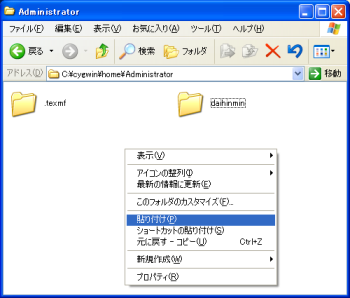 Administrator
ファイル(F) 編集(E) 表示(V) お気に入り(A) ツール(T) ヘルプ(H)
戻る 検索 フォルダ
アドレス(D) C:¥cygwin¥home¥Administrator 移動
.texmf daihinmin
表示(V)
アイコンの整列(I)
最新の情報に更新(E)
このフォルダのカスタマイズ(F)...
貼り付け(P)
ショートカットの貼り付け(S)
元に戻す - コピー(U) Ctrl+Z
新規作成(W)
プロパティ(R)